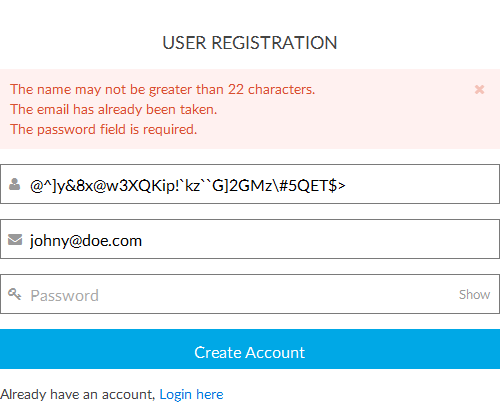 USER REGISTRATION
The name may not be greater than 22 characters.
The email has already been taken.
The password field is required.
@^]y&8x@w3XQKip!`kz``G]2GMz\#5QET$>
johny@doe.com
Password Show
Create Account
Already have an account, Login here